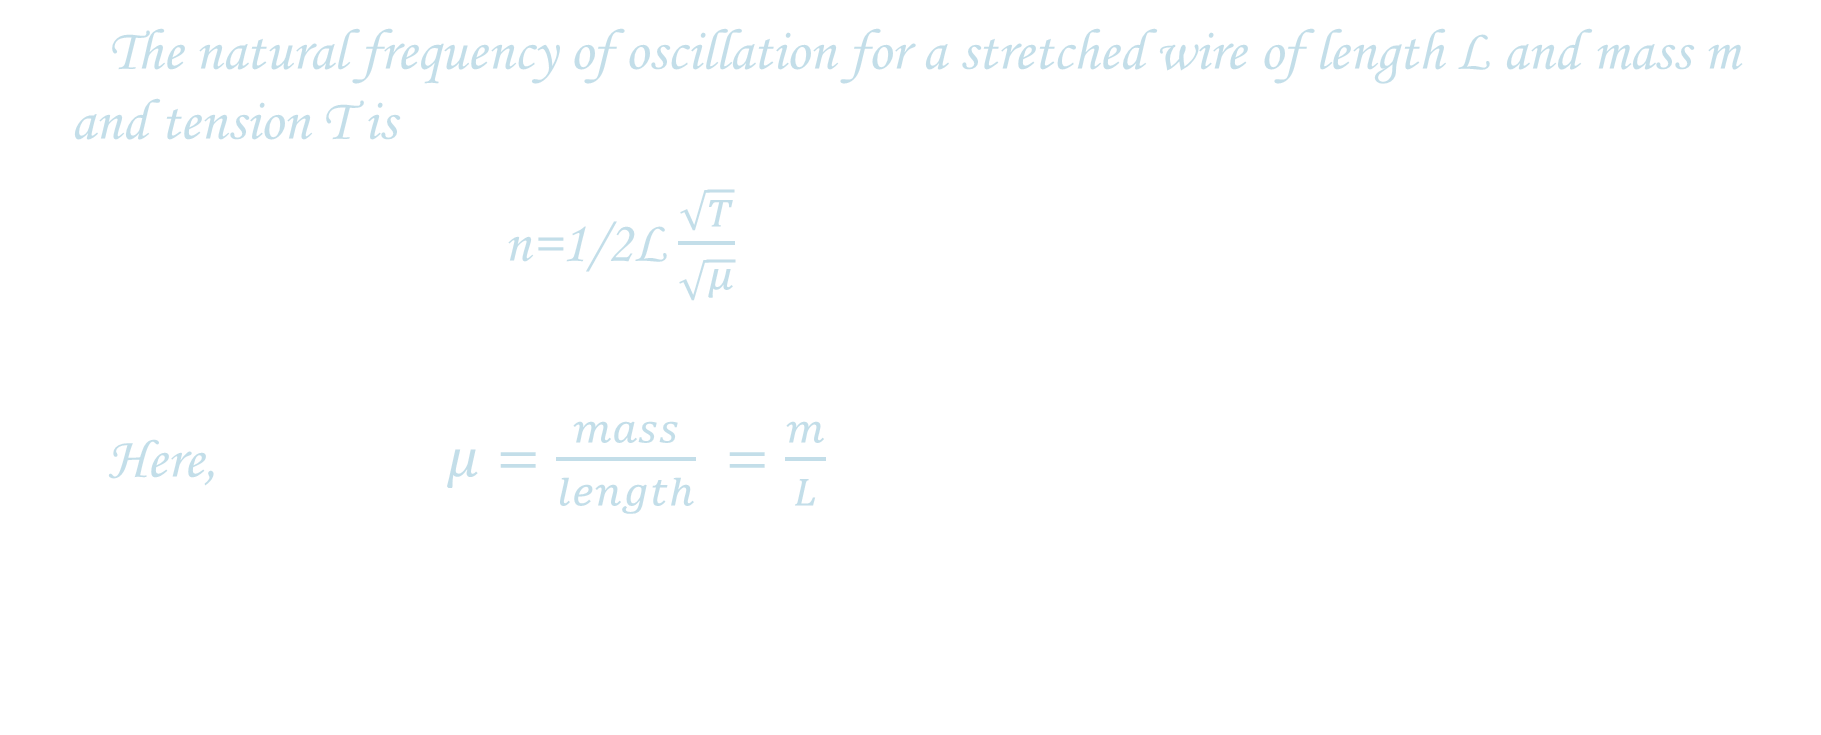 The natural frequency of oscillation for a stretched wire of length L and mass m
and tension T is
n=1/2L √T/√μ
Here, μ = mass/length = m/L